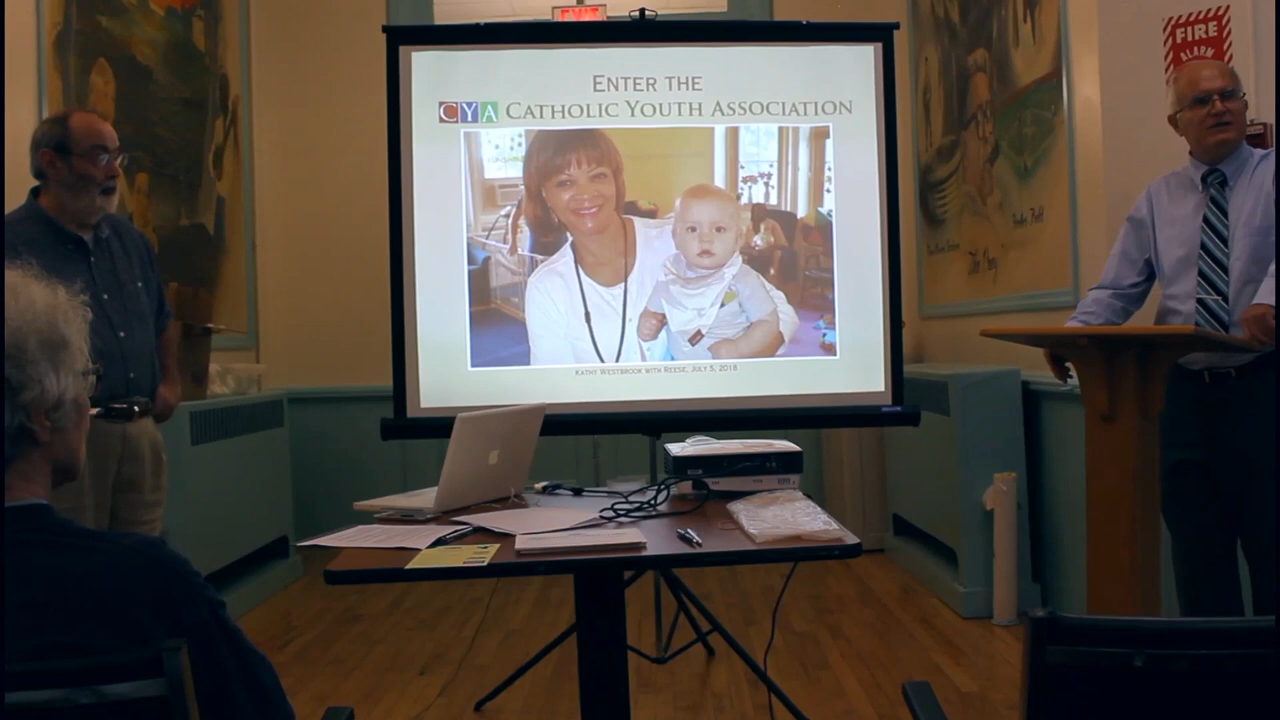 EXIT
FIRE
ALARM
ENTER THE
CYA CATHOLIC YOUTH ASSOCIATION
KATHY WESTBROOK WITH REESE, JULY 5, 2018